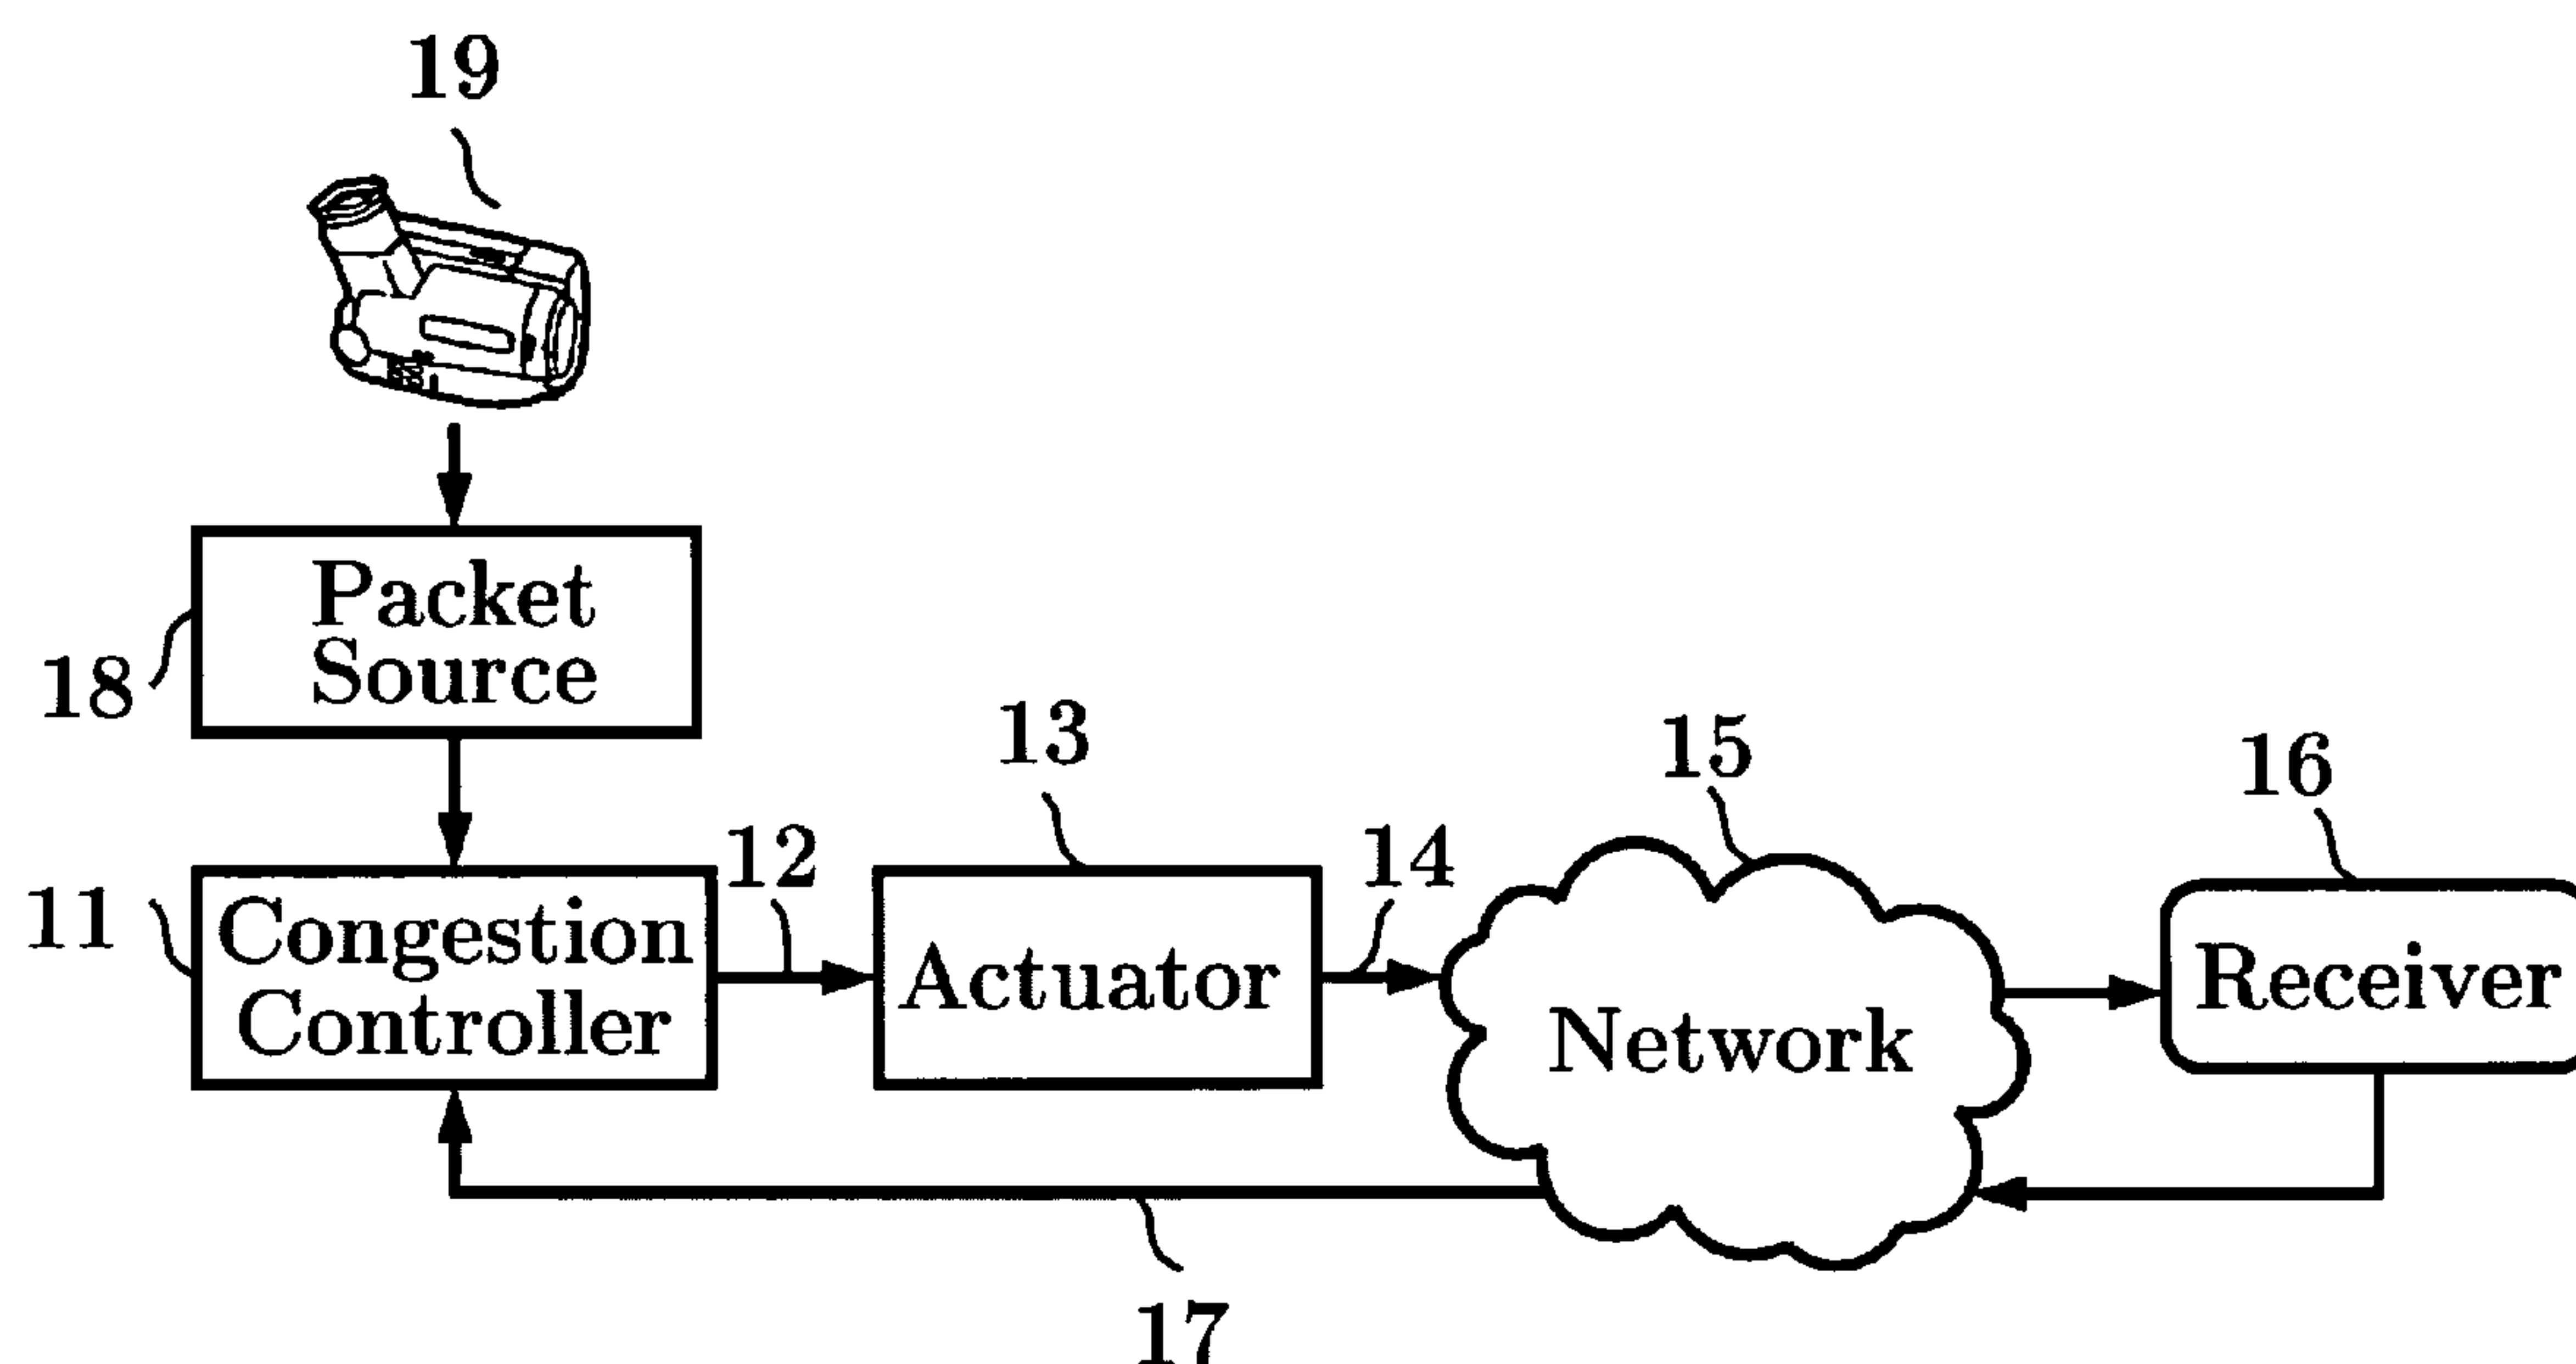 19
Packet
Source
18
13
15
16
12
14
11
Congestion
Controller
Actuator
Network
Receiver
17